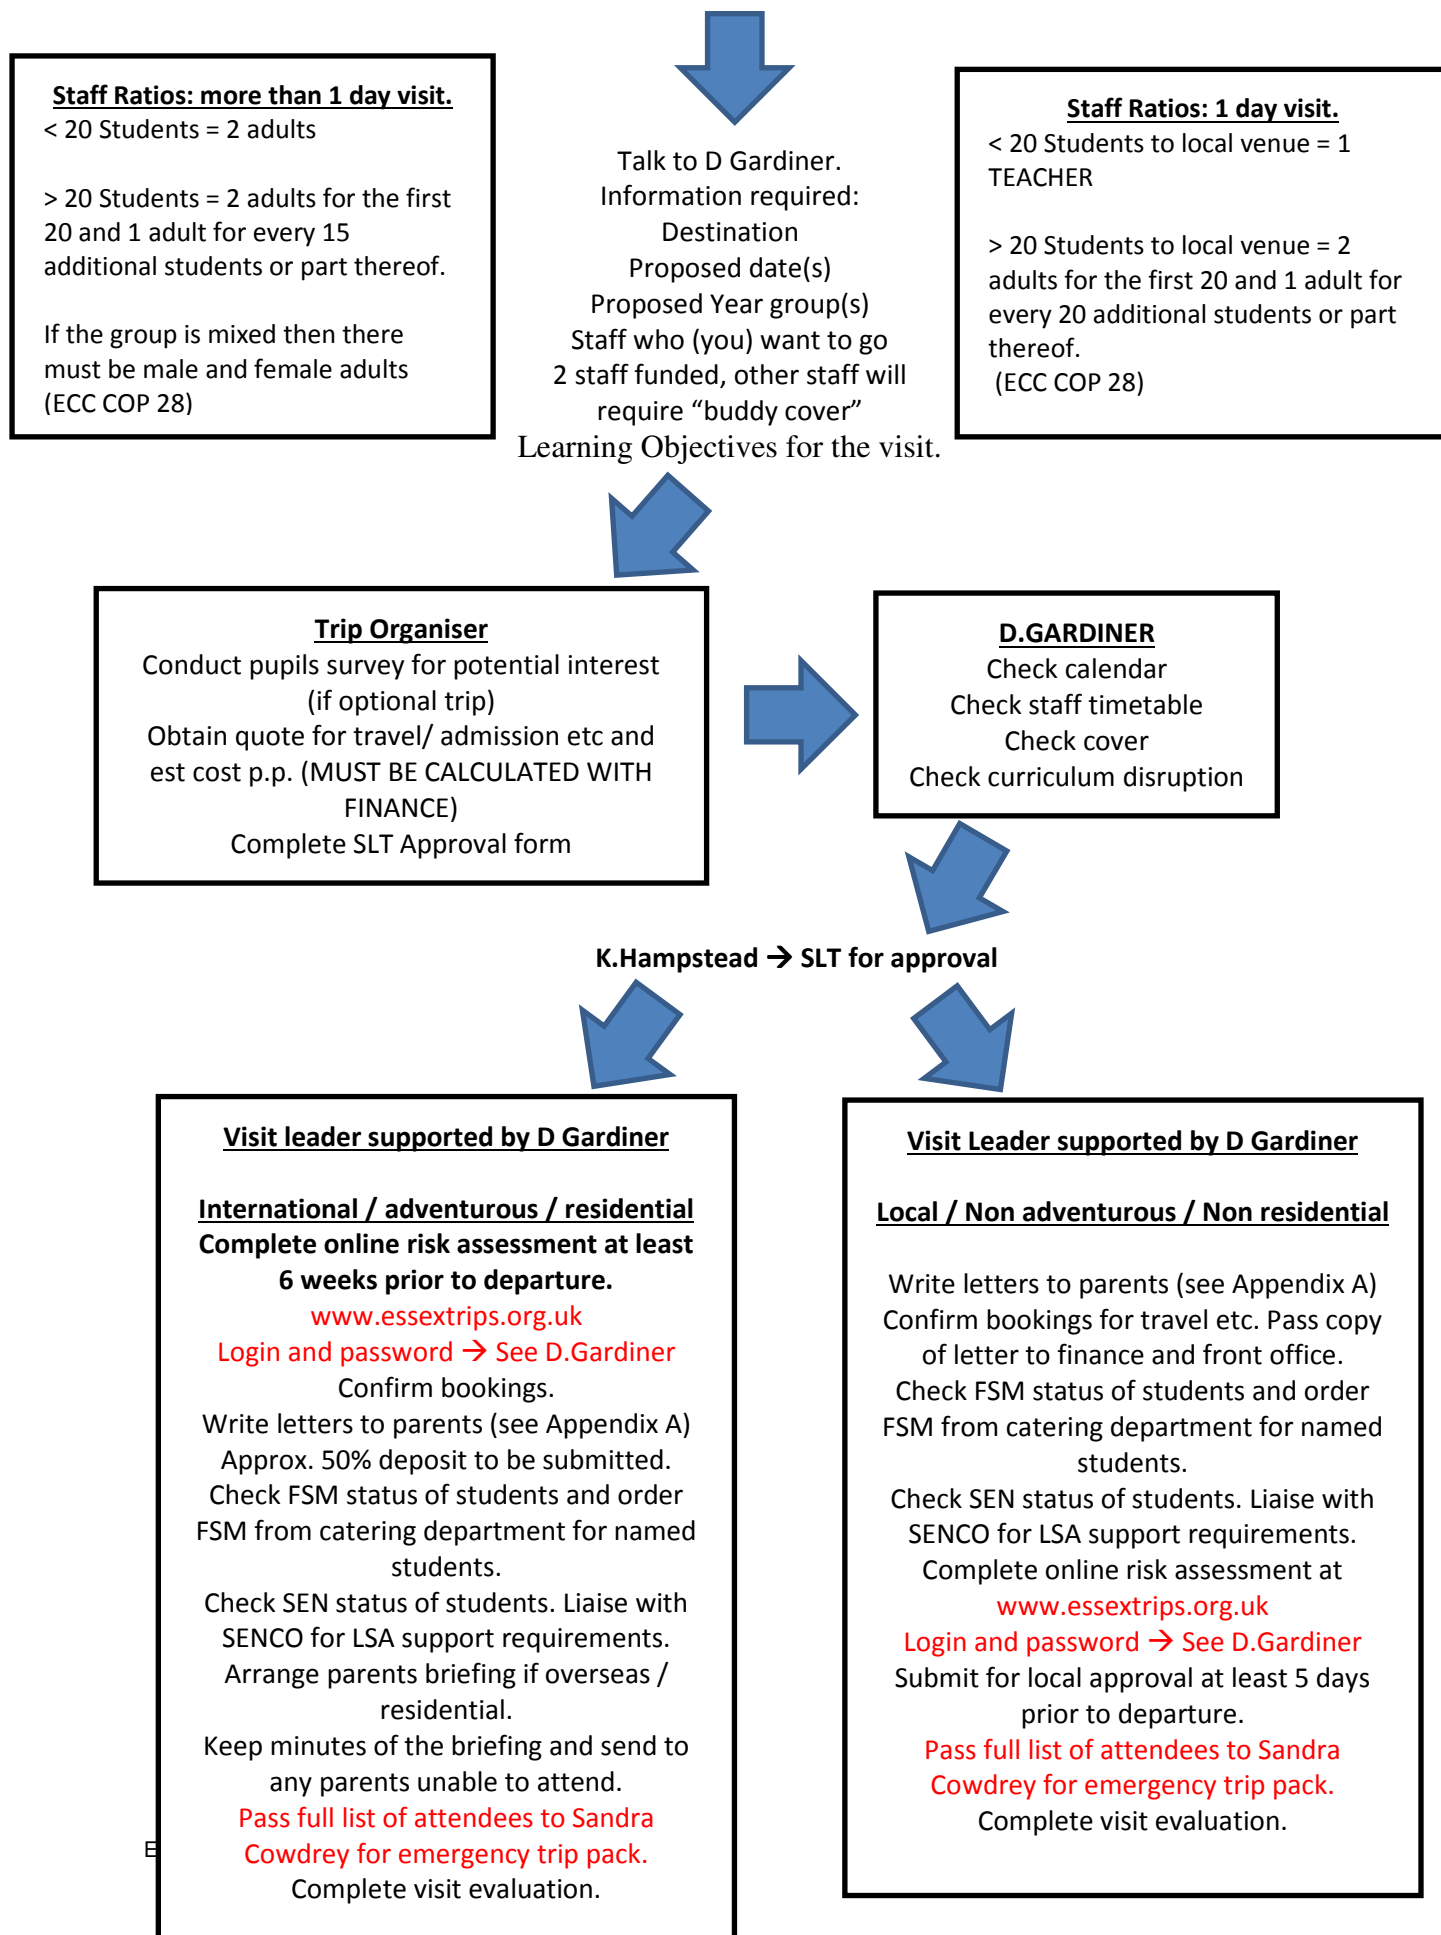 Staff Ratios: more than 1 day visit.
< 20 Students = 2 adults
> 20 Students = 2 adults for the first
20 and 1 adult for every 15
additional students or part thereof.
If the group is mixed then there
must be male and female adults
(ECC COP 28)
Talk to D Gardiner.
Information required:
Destination
Proposed date(s)
Proposed Year group(s)
Staff who (you) want to go
2 staff funded, other staff will
require “buddy cover”
Learning Objectives for the visit.
Staff Ratios: 1 day visit.
< 20 Students to local venue = 1
TEACHER
> 20 Students to local venue = 2
adults for the first 20 and 1 adult for
every 20 additional students or part
thereof.
(ECC COP 28)
Trip Organiser
Conduct pupils survey for potential interest
(if optional trip)
Obtain quote for travel/ admission etc and
est cost p.p. (MUST BE CALCULATED WITH
FINANCE)
Complete SLT Approval form
D.GARDINER
Check calendar
Check staff timetable
Check cover
Check curriculum disruption
K.Hampstead → SLT for approval
Visit leader supported by D Gardiner
International / adventurous / residential
Complete online risk assessment at least
6 weeks prior to departure.
www.essextrips.org.uk
Login and password → See D.Gardiner
Confirm bookings.
Write letters to parents (see Appendix A)
Approx. 50% deposit to be submitted.
Check FSM status of students and order
FSM from catering department for named
students.
Check SEN status of students. Liaise with
SENCO for LSA support requirements.
Arrange parents briefing if overseas /
residential.
Keep minutes of the briefing and send to
any parents unable to attend.
Pass full list of attendees to Sandra
Cowdrey for emergency trip pack.
Complete visit evaluation.
Visit Leader supported by D Gardiner
Local / Non adventurous / Non residential
Write letters to parents (see Appendix A)
Confirm bookings for travel etc. Pass copy
of letter to finance and front office.
Check FSM status of students and order
FSM from catering department for named
students.
Check SEN status of students. Liaise with
SENCO for LSA support requirements.
Complete online risk assessment at
www.essextrips.org.uk
Login and password → See D.Gardiner
Submit for local approval at least 5 days
prior to departure.
Pass full list of attendees to Sandra
Cowdrey for emergency trip pack.
Complete visit evaluation.